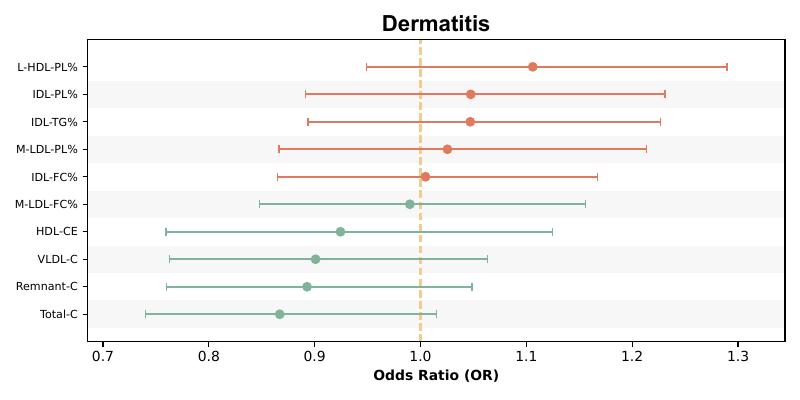 Dermatitis
L-HDL-PL%
IDL-PL%
IDL-TG%
M-LDL-PL%
IDL-FC%
M-LDL-FC%
HDL-CE
VLDL-C
Remnant-C
Total-C
0.7 0.8 0.9 1.0 1.1 1.2 1.3
Odds Ratio (OR)